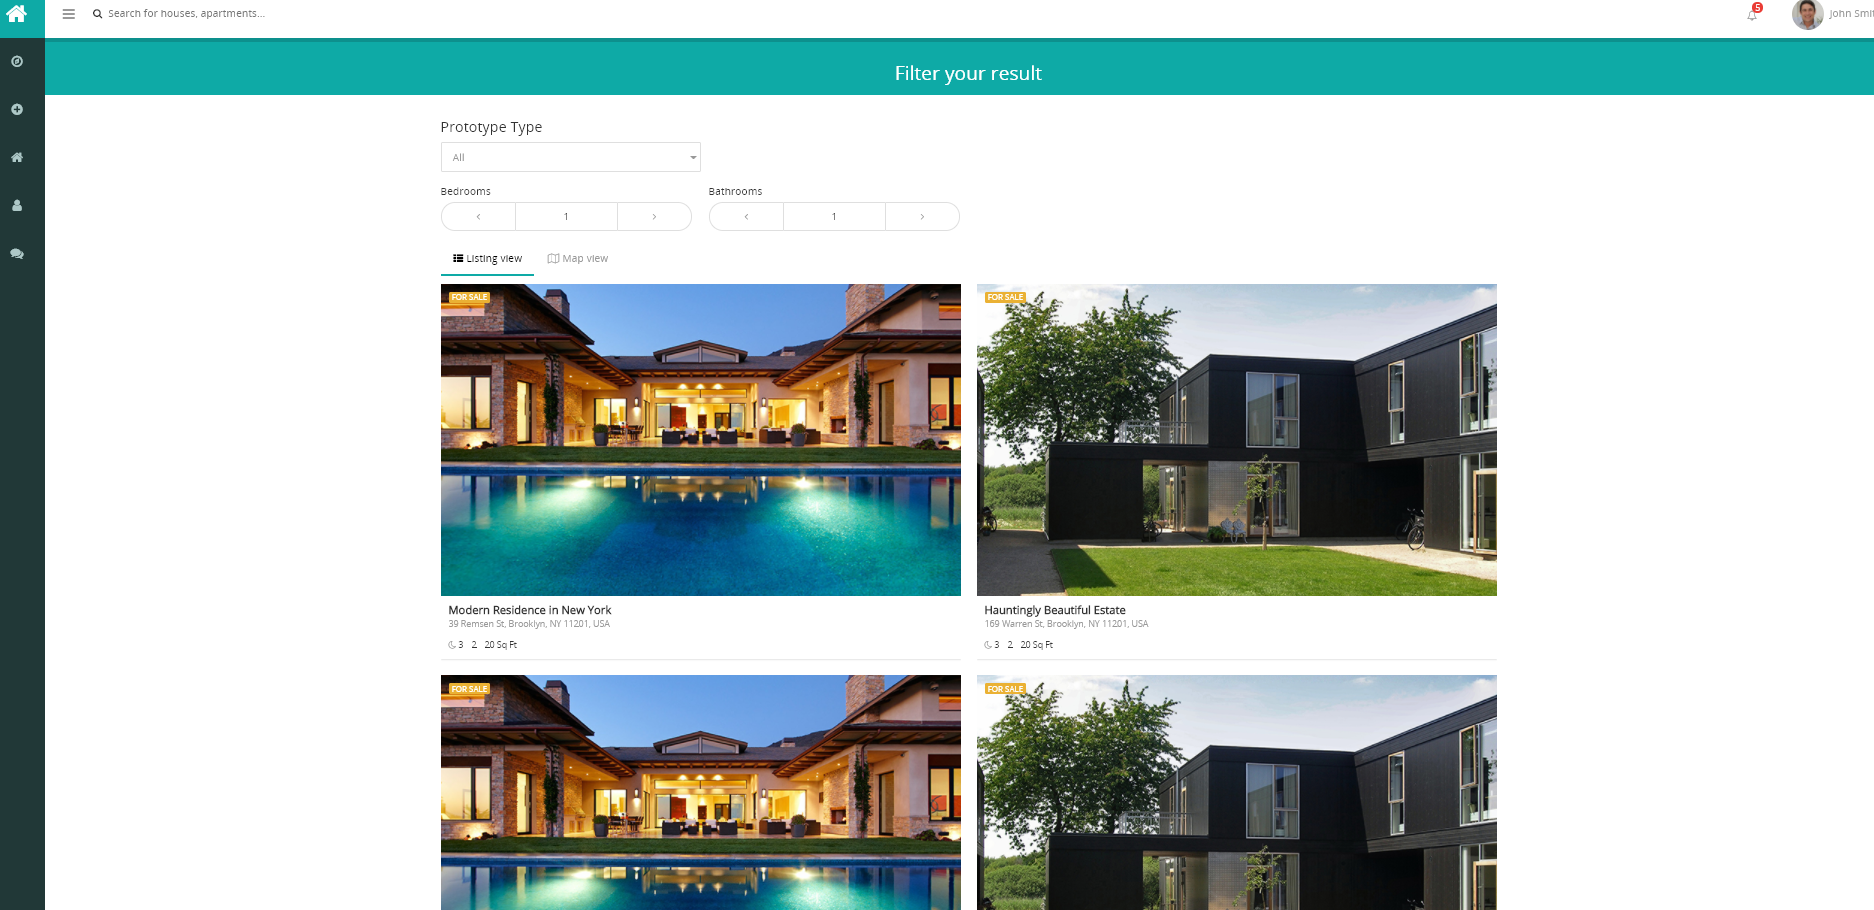 Search for houses, apartments...
5
John Smi
Filter your result
Prototype Type
All
Bedrooms
Bathrooms
1
1
Listing view
Map view
FOR SALE
FOR SALE
Modern Residence in New York
39 Remsen St, Brooklyn, NY 11201, USA
3 2 20 Sq Ft
Hauntingly Beautiful Estate
169 Warren St, Brooklyn, NY 11201, USA
3 2 20 Sq Ft
FOR SALE
FOR SALE